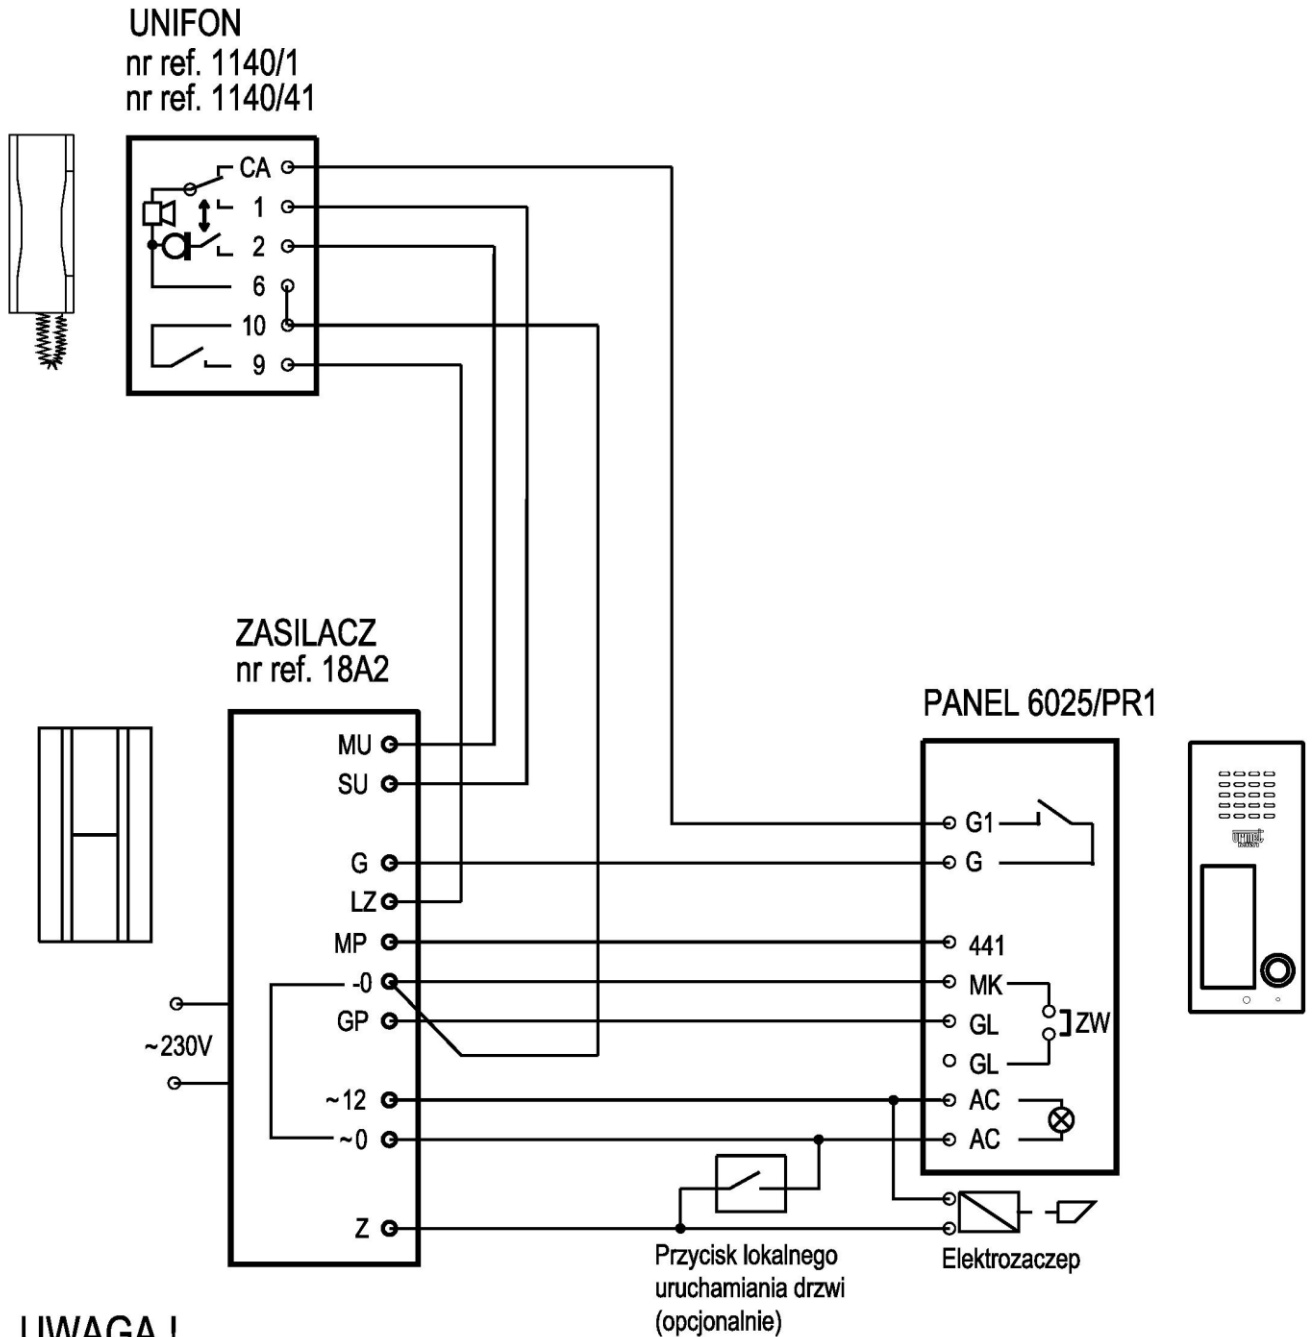 UNIFON
nr ref. 1140/1
nr ref. 1140/41
CA
1
2
6
10
9
ZASILACZ
nr ref. 18A2
MU
SU
G
LZ
MP
-0
GP
~12
~0
Z
~230V
PANEL 6025/PR1
G1
G
441
MK
GL
GL
AC
AC
ZW
urmet
Przycisk lokalnego
uruchamiania drzwi
(opcjonalnie)
Elektrozaczep
UWAGA !